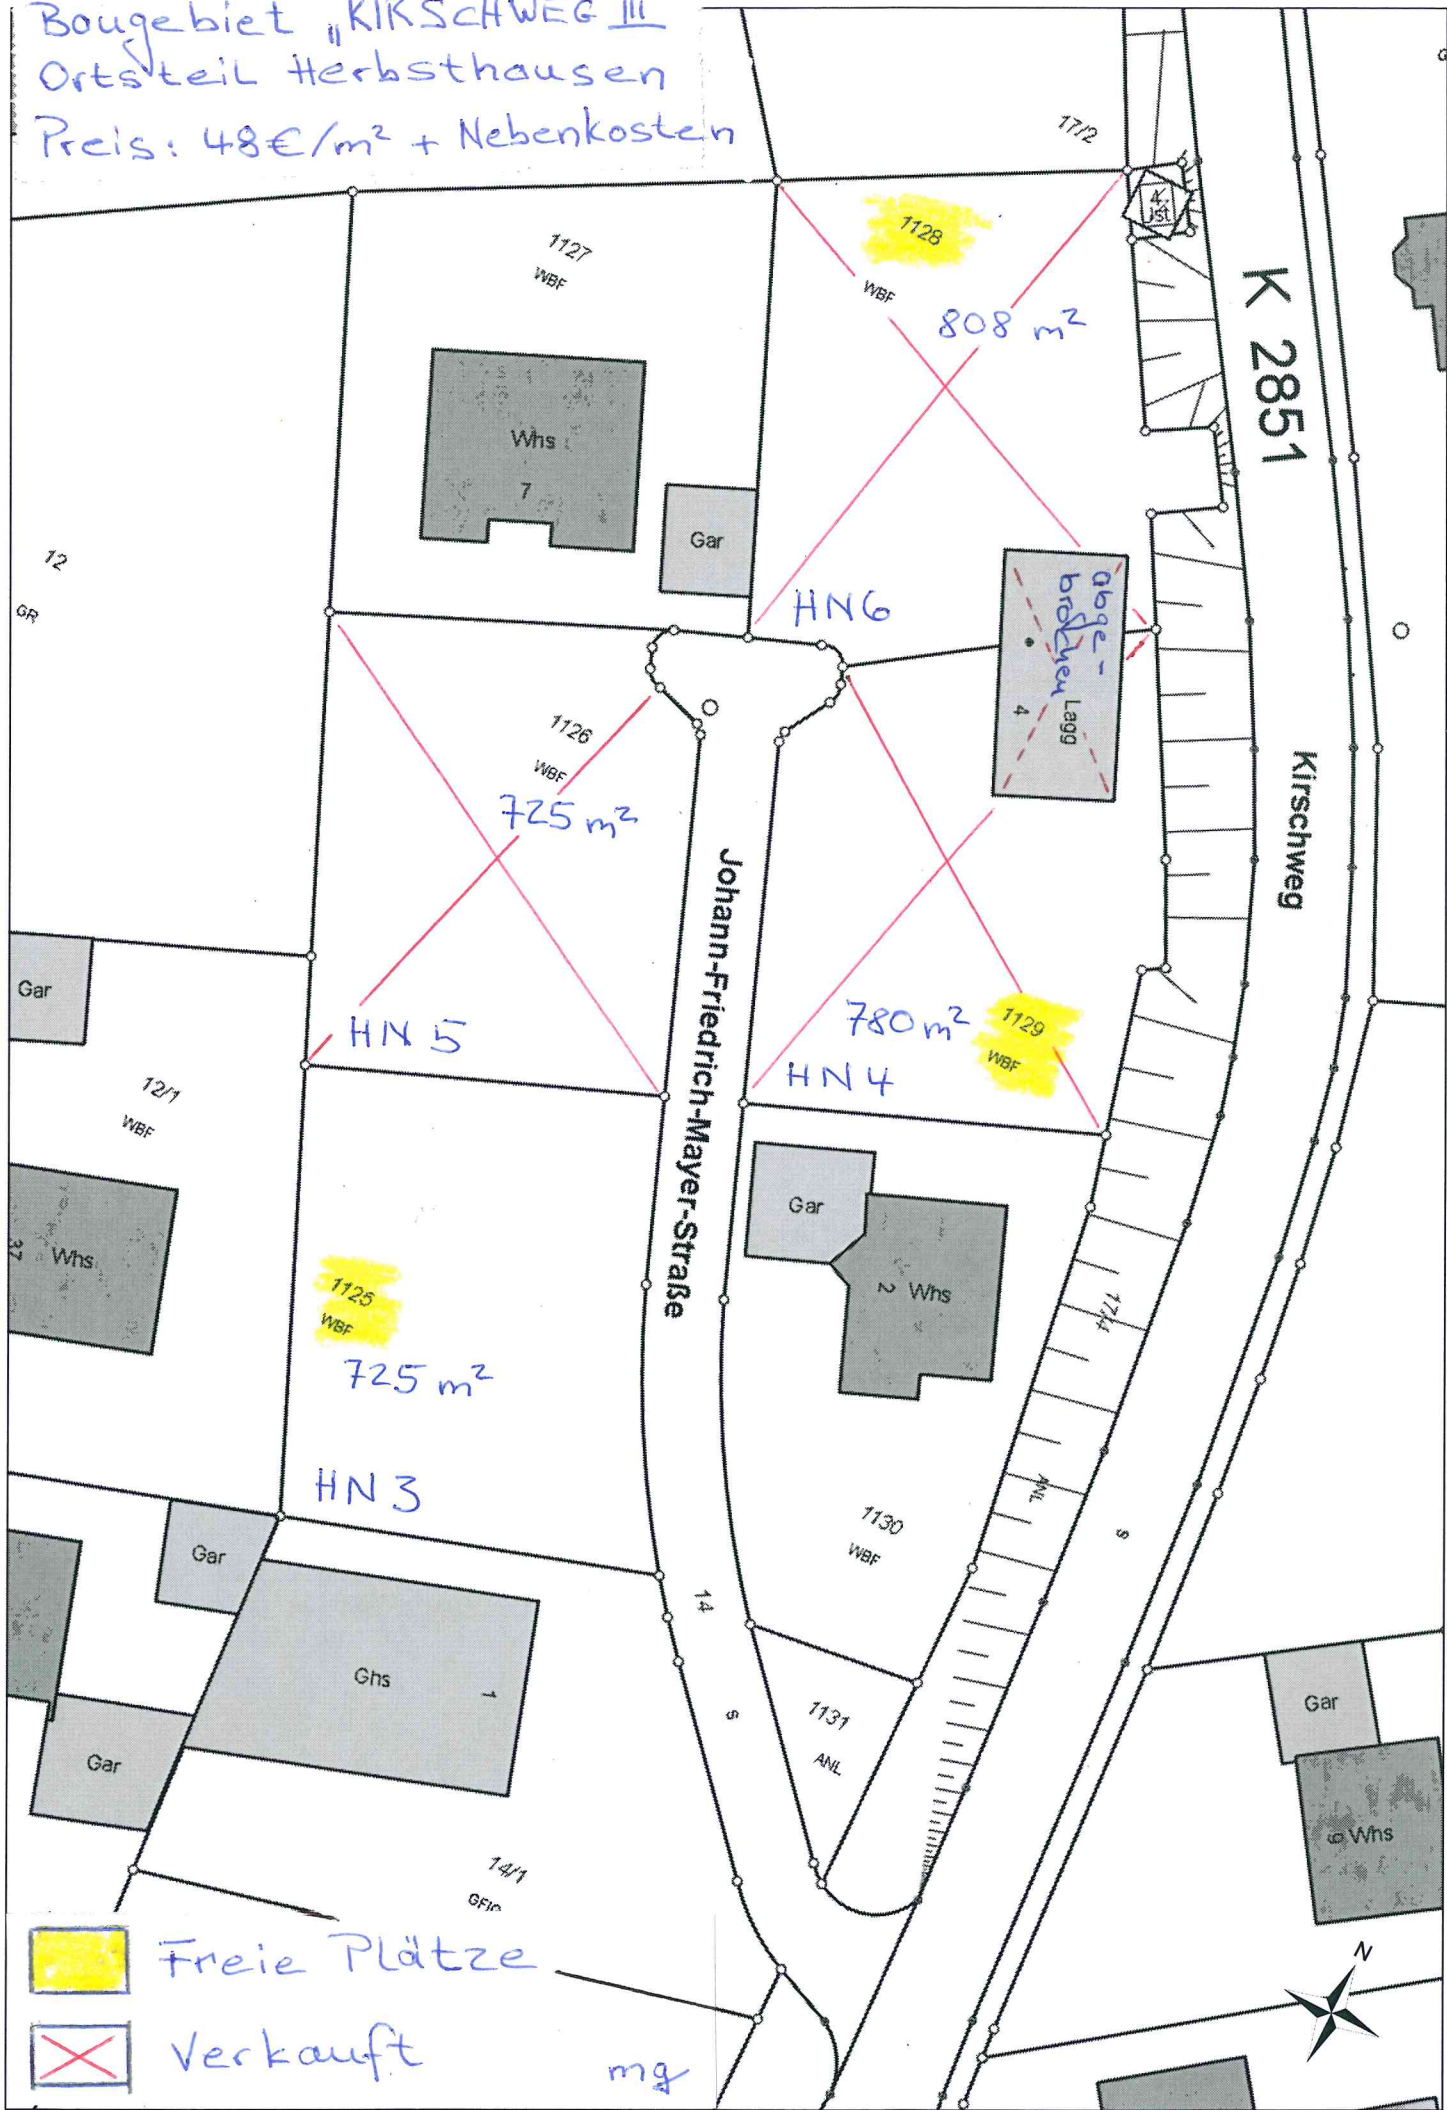 Baugebiet „KIRSCHWEG III
Ortsteil Herbsthausen
Preis: 48€/m² + Nebenkosten
17/2
1128
WBF
808 m²
1127
WBF
K 2851
Whs
7
Gar
12
GR
HN6
abge-
brochen
Lagg
4
1126
WBF
725 m²
Kirschweg
Johann-Friedrich-Mayer-Straße
Gar
HN 5
780 m²
1129
WBF
HN 4
12/1
WBF
Gar
37
Whs
2
Whs
1125
WBF
725 m²
17/4
HN 3
ANL
1130
WBF
s
Gar
14
Ghs
1
s
1131
ANL
Gar
Gar
Whs
14/1
N
Freie Plätze
Verkauft
mg